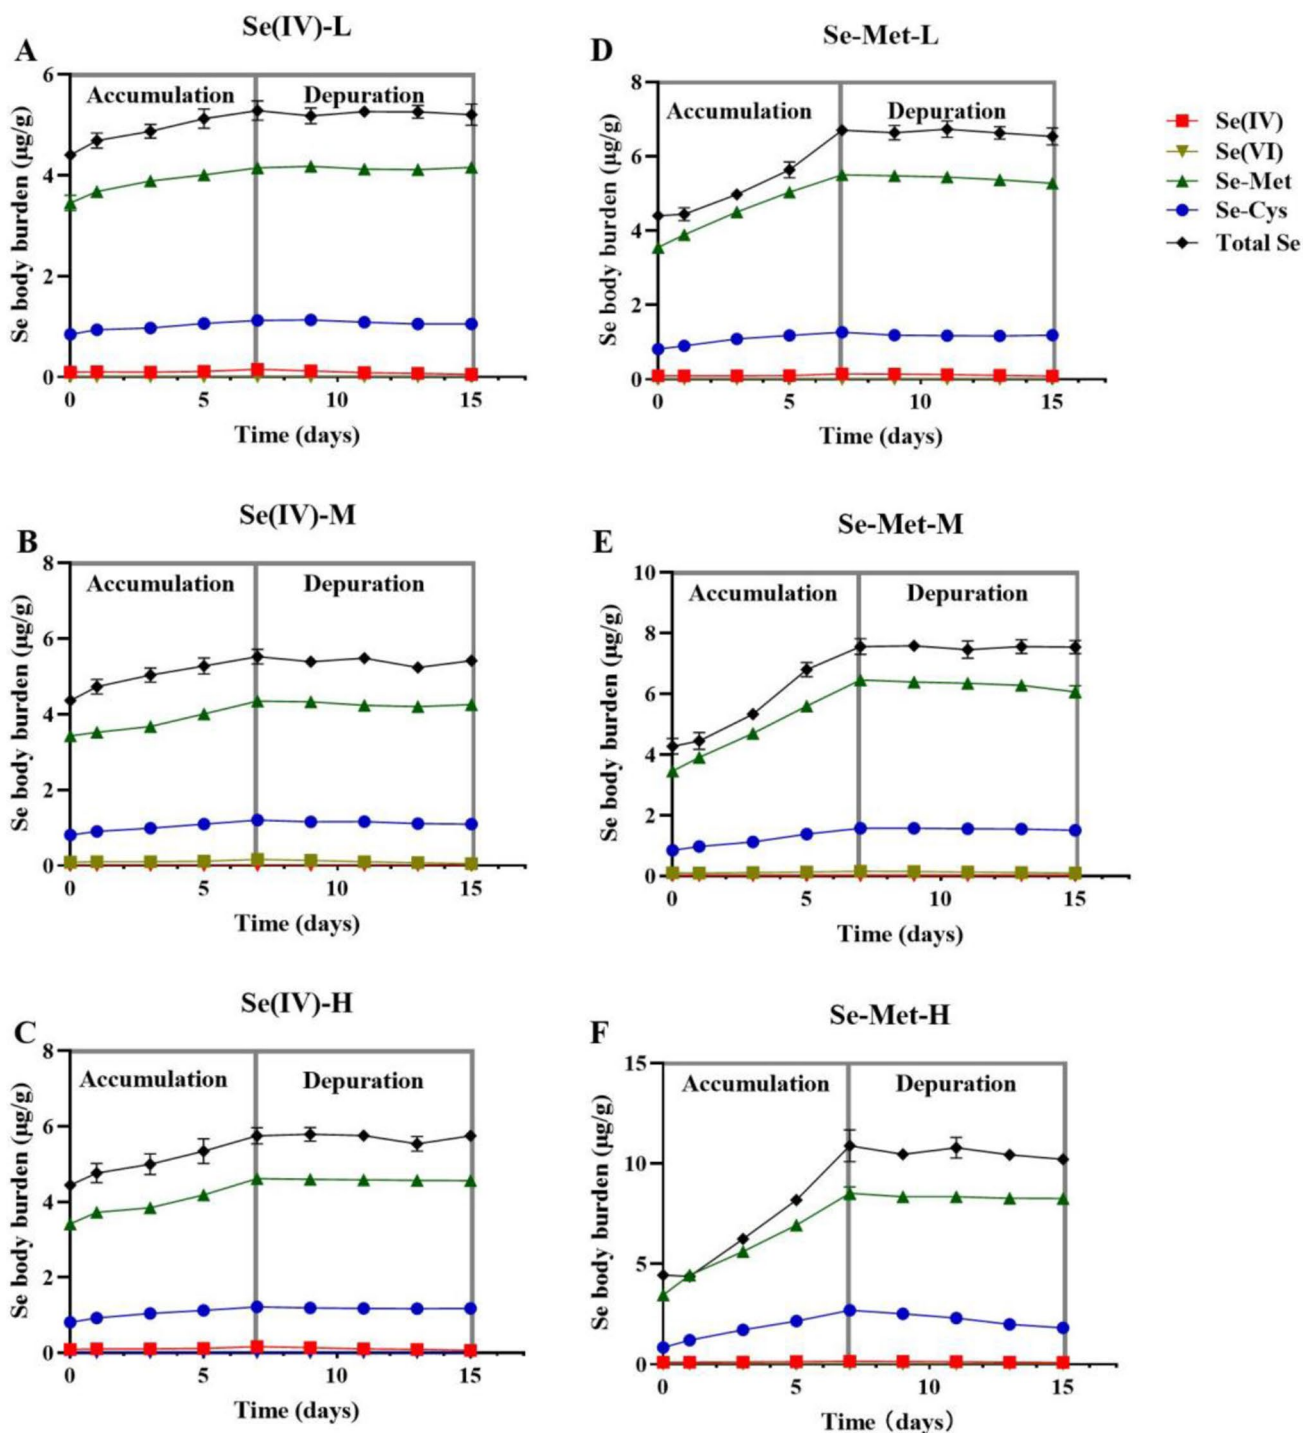 Se(IV)-L
A
Se body burden (μg/g)
6
4
2
0
Accumulation
Depuration
0
5
10
15
Time (days)
Se-Met-L
D
Se body burden (μg/g)
8
6
4
2
0
Accumulation
Depuration
0
5
10
15
Time (days)
Se(IV)
Se(VI)
Se-Met
Se-Cys
Total Se
Se(IV)-M
B
Se body burden (μg/g)
8
6
4
2
0
Accumulation
Depuration
0
5
10
15
Time (days)
Se-Met-M
E
Se body burden (μg/g)
10
8
6
4
2
0
Accumulation
Depuration
0
5
10
15
Time (days)
Se(IV)-H
C
Se body burden (μg/g)
8
6
4
2
0
Accumulation
Depuration
0
5
10
15
Time (days)
Se-Met-H
F
Se body burden (μg/g)
15
10
5
0
Accumulation
Depuration
0
5
10
15
Time（days）